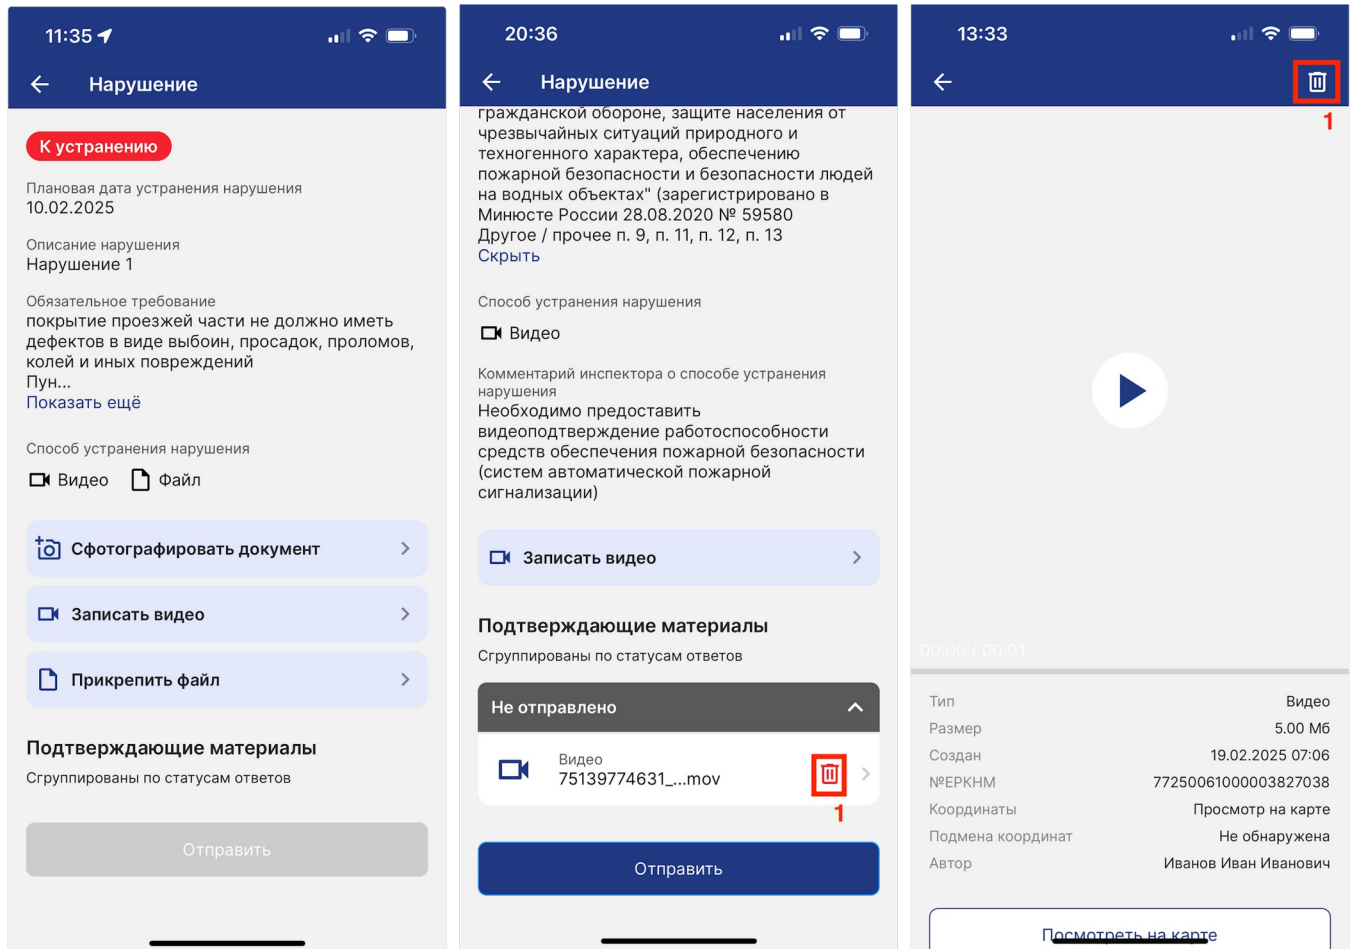 11:35
Нарушение
К устранению
Плановая дата устранения нарушения
10.02.2025
Описание нарушения
Нарушение 1
Обязательное требование
покрытие проезжей части не должно иметь
дефектов в виде выбоин, просадок, проломов,
колей и иных повреждений
Пун...
Показать ещё
Способ устранения нарушения
Видео Файл
Сфотографировать документ
Записать видео
Прикрепить файл
Подтверждающие материалы
Сгруппированы по статусам ответов
Отправить
20:36
Нарушение
гражданской обороне, защите населения от
чрезвычайных ситуаций природного и
техногенного характера, обеспечению
пожарной безопасности и безопасности людей
на водных объектах" (зарегистрировано в
Минюсте России 28.08.2020 № 59580
Другое / прочее п. 9, п. 11, п. 12, п. 13
Скрыть
Способ устранения нарушения
Видео
Комментарий инспектора о способе устранения
нарушения
Необходимо предоставить
видеоподтверждение работоспособности
средств обеспечения пожарной безопасности
(систем автоматической пожарной
сигнализации)
Записать видео
Подтверждающие материалы
Сгруппированы по статусам ответов
Не отправлено
Видео
75139774631_...mov
1
Отправить
13:33
1
00:00 / 00:01
Тип Видео
Размер 5.00 Мб
Создан 19.02.2025 07:06
№ЕРКНМ 77250061000003827038
Координаты Просмотр на карте
Подмена координат Не обнаружена
Автор Иванов Иван Иванович
Посмотреть на карте